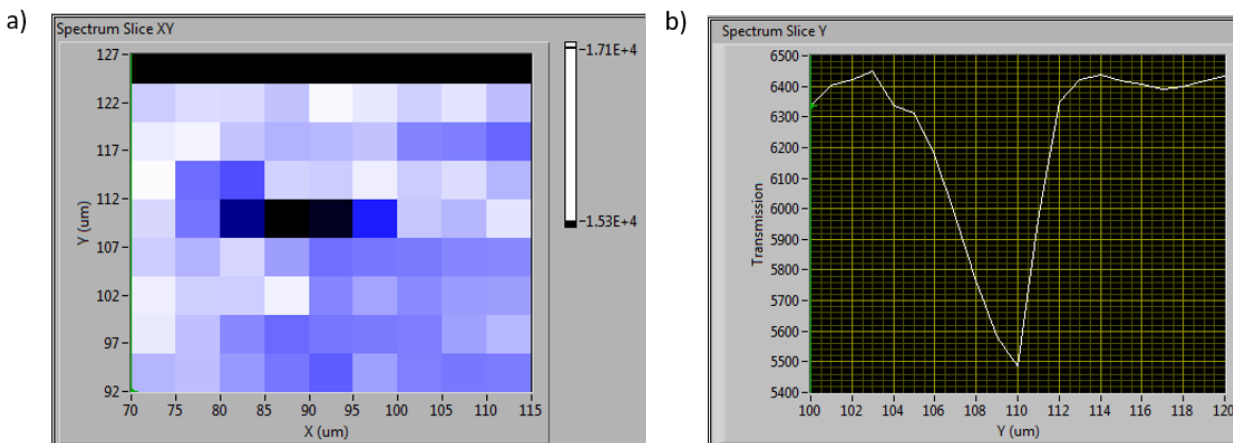 a)
Spectrum Slice XY
127
122
117
112
107
102
97
92
Y (um)
70 75 80 85 90 95 100 105 110 115
X (um)
-1.71E+4
-1.53E+4
b)
Spectrum Slice Y
6500
6400
6300
6200
6100
6000
5900
5800
5700
5600
5500
5400
Transmission
100 102 104 106 108 110 112 114 116 118 120
Y (um)